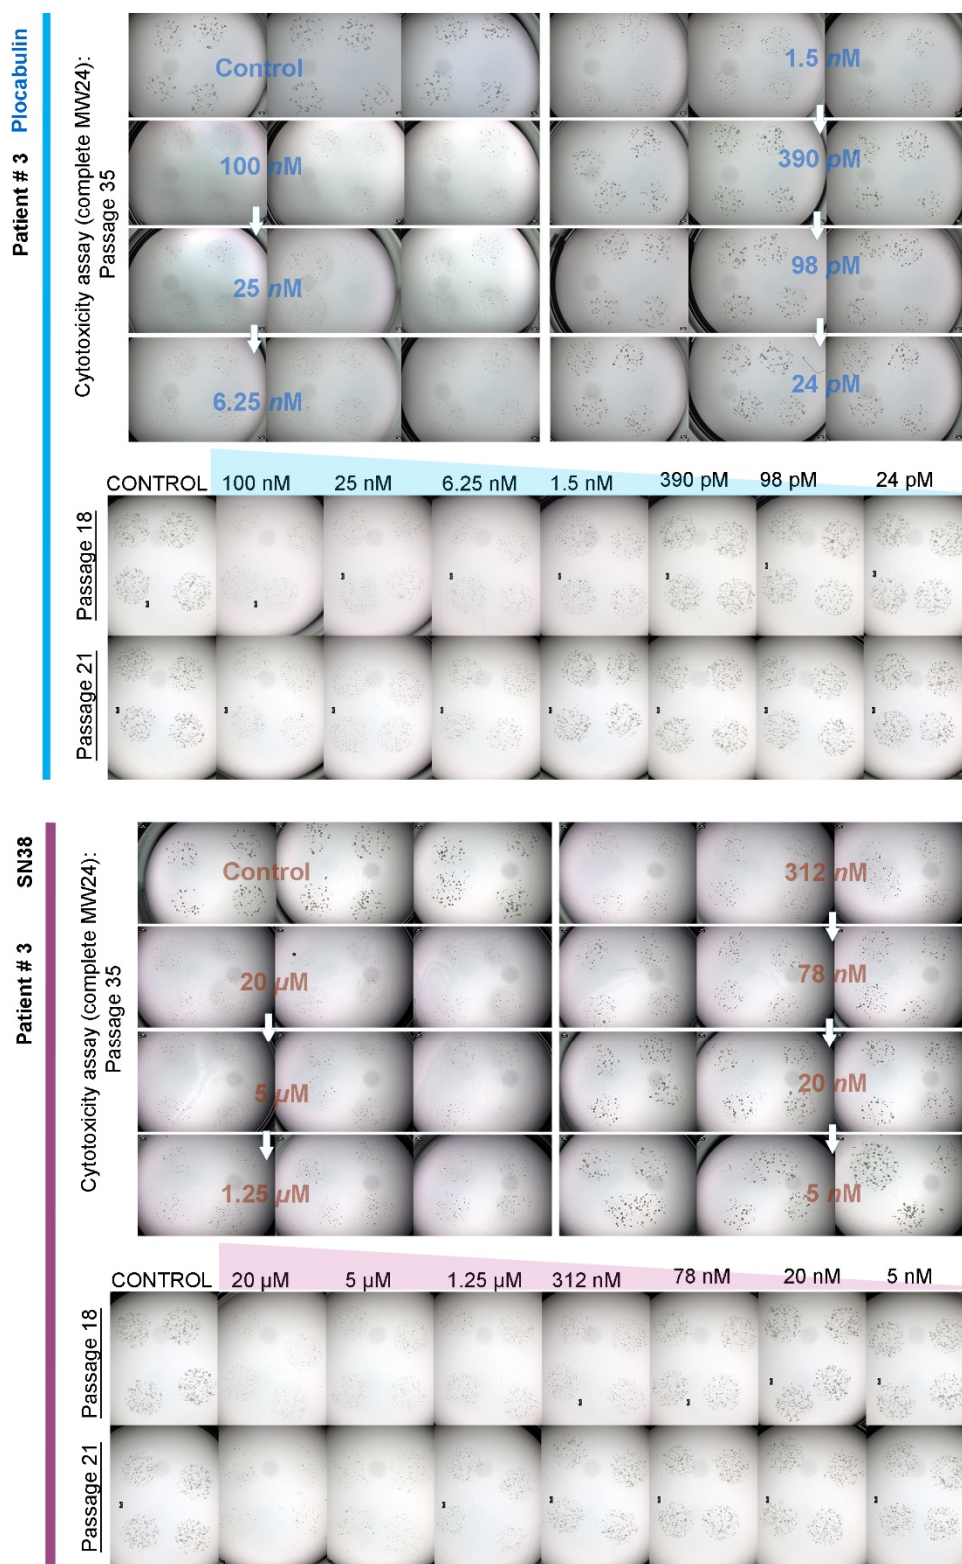 Patient # 3 Plocabulin
Cytotoxicity assay (complete MW24):
Passage 35
Control
100 nM
25 nM
6.25 nM
1.5 nM
390 pM
98 pM
24 pM
CONTROL 100 nM 25 nM 6.25 nM 1.5 nM 390 pM 98 pM 24 pM
Passage 18
Passage 21
Patient # 3 SN38
Cytotoxicity assay (complete MW24):
Passage 35
Control
20 µM
5 µM
1.25 µM
312 nM
78 nM
20 nM
5 nM
CONTROL 20 µM 5 µM 1.25 µM 312 nM 78 nM 20 nM 5 nM
Passage 18
Passage 21